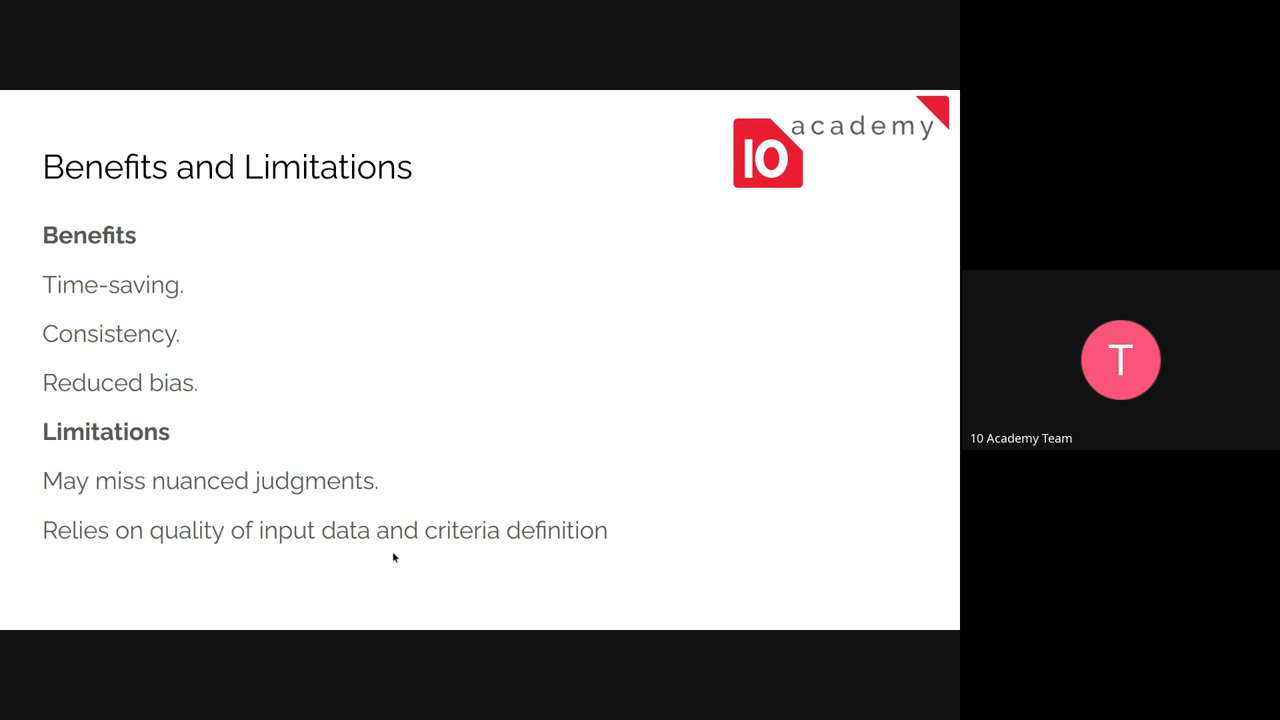 10 academy
Benefits and Limitations
Benefits
Time-saving.
Consistency.
Reduced bias.
Limitations
May miss nuanced judgments.
Relies on quality of input data and criteria definition
T
10 Academy Team